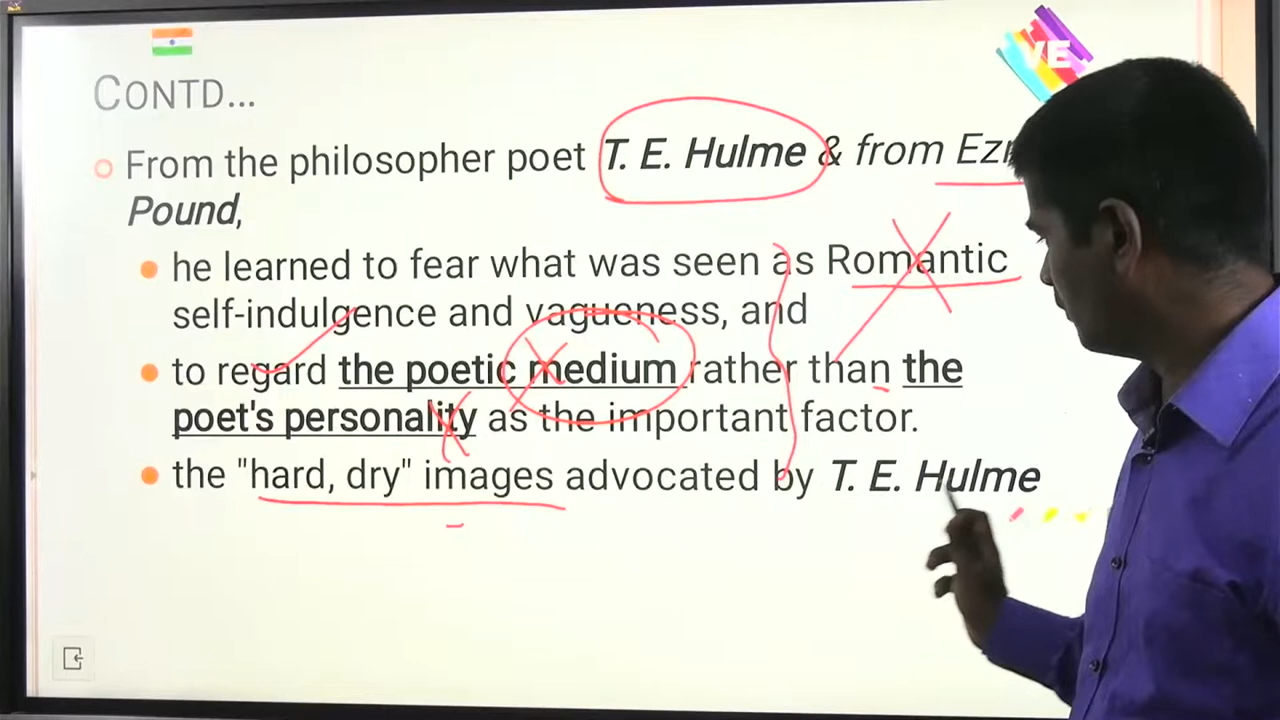 CONTD...
From the philosopher poet T. E. Hulme & from
Pound,
he learned to fear what was seen as Romantic
self-indulgence and vagueness, and
to regard the poetic medium rather than the
poet's personality as the important factor.
the "hard, dry" images advocated by T. E. Hulme
VE